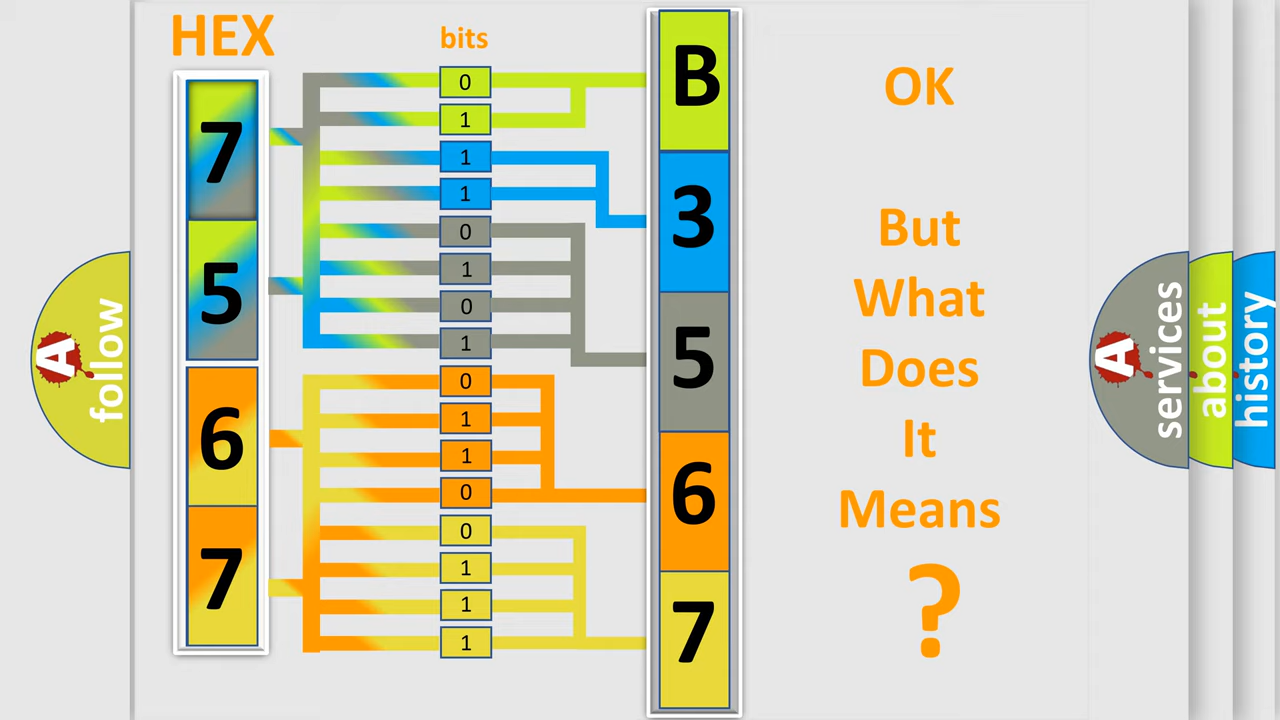 HEX
bits
7
5
6
7
0
1
1
1
0
1
0
1
0
1
1
0
0
1
1
1
B
3
5
6
7
OK
But
What
Does
It
Means
?
A
follow
A
services
about
history